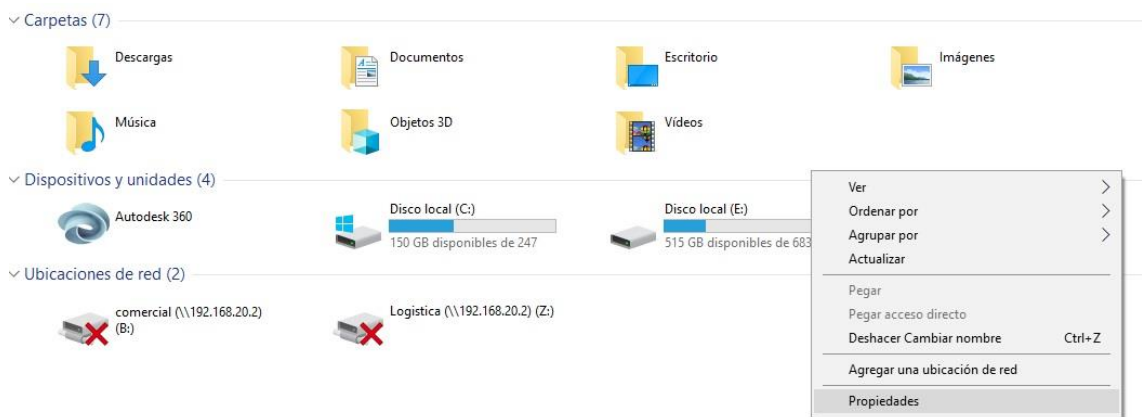 Carpetas (7)
Descargas
Documentos
Escritorio
Imágenes
Música
Objetos 3D
Vídeos
Dispositivos y unidades (4)
Autodesk 360
Disco local (C:)
150 GB disponibles de 247
Disco local (E:)
515 GB disponibles de 683
Ubicaciones de red (2)
comercial (\\192.168.20.2)
(B:)
Logistica (\\192.168.20.2) (Z:)
Ver
Ordenar por
Agrupar por
Actualizar
Pegar
Pegar acceso directo
Deshacer Cambiar nombre Ctrl+Z
Agregar una ubicación de red
Propiedades